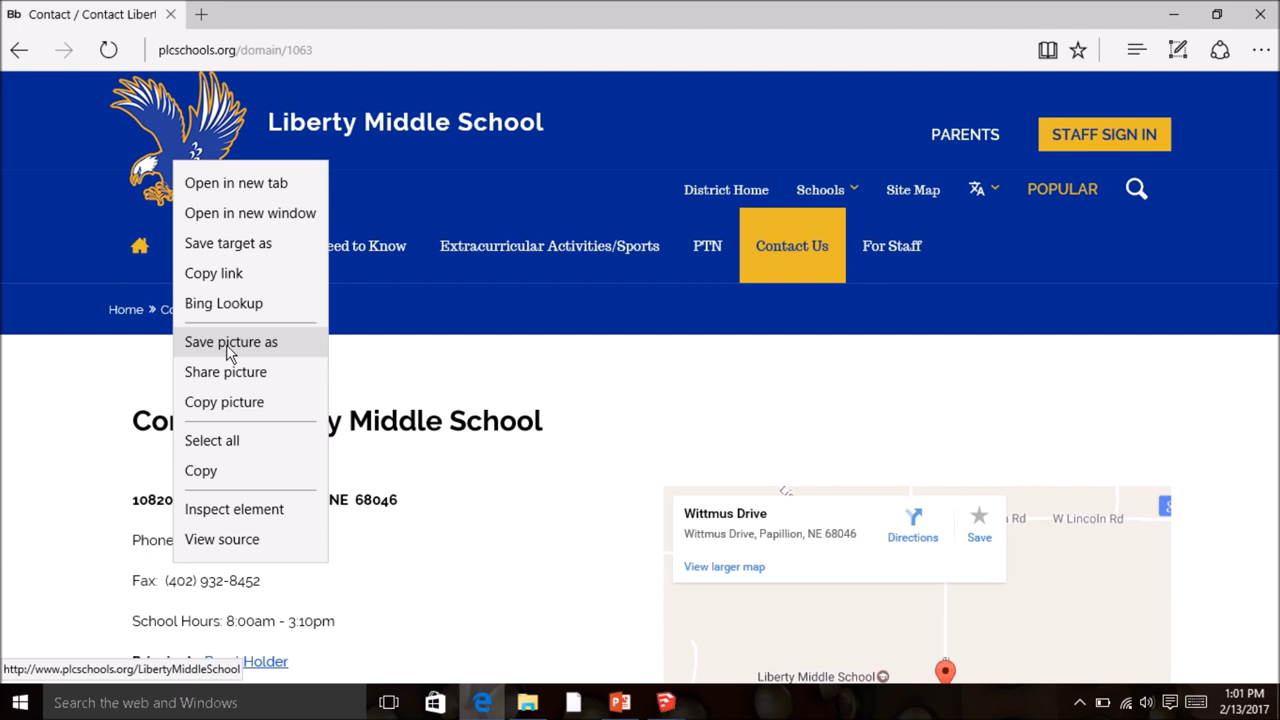 Bb Contact / Contact Libert
plcschools.org/domain/1063
Liberty Middle School
PARENTS
STAFF SIGN IN
District Home
Schools
Site Map
POPULAR
eed to Know
Extracurricular Activities/Sports
PTN
Contact Us
For Staff
Home » Co
Open in new tab
Open in new window
Save target as
Copy link
Bing Lookup
Save picture as
Share picture
Copy picture
Select all
Copy
Inspect element
View source
Co
y Middle School
10820
NE 68046
Phone
Fax: (402) 932-8452
School Hours: 8:00am - 3:10pm
Holder
http://www.plcschools.org/LibertyMiddleSchool
Wittmus Drive
Wittmus Drive, Papillion, NE 68046
View larger map
Directions
Save
Rd
W Lincoln Rd
Liberty Middle School
Search the web and Windows
1:01 PM
2/13/2017